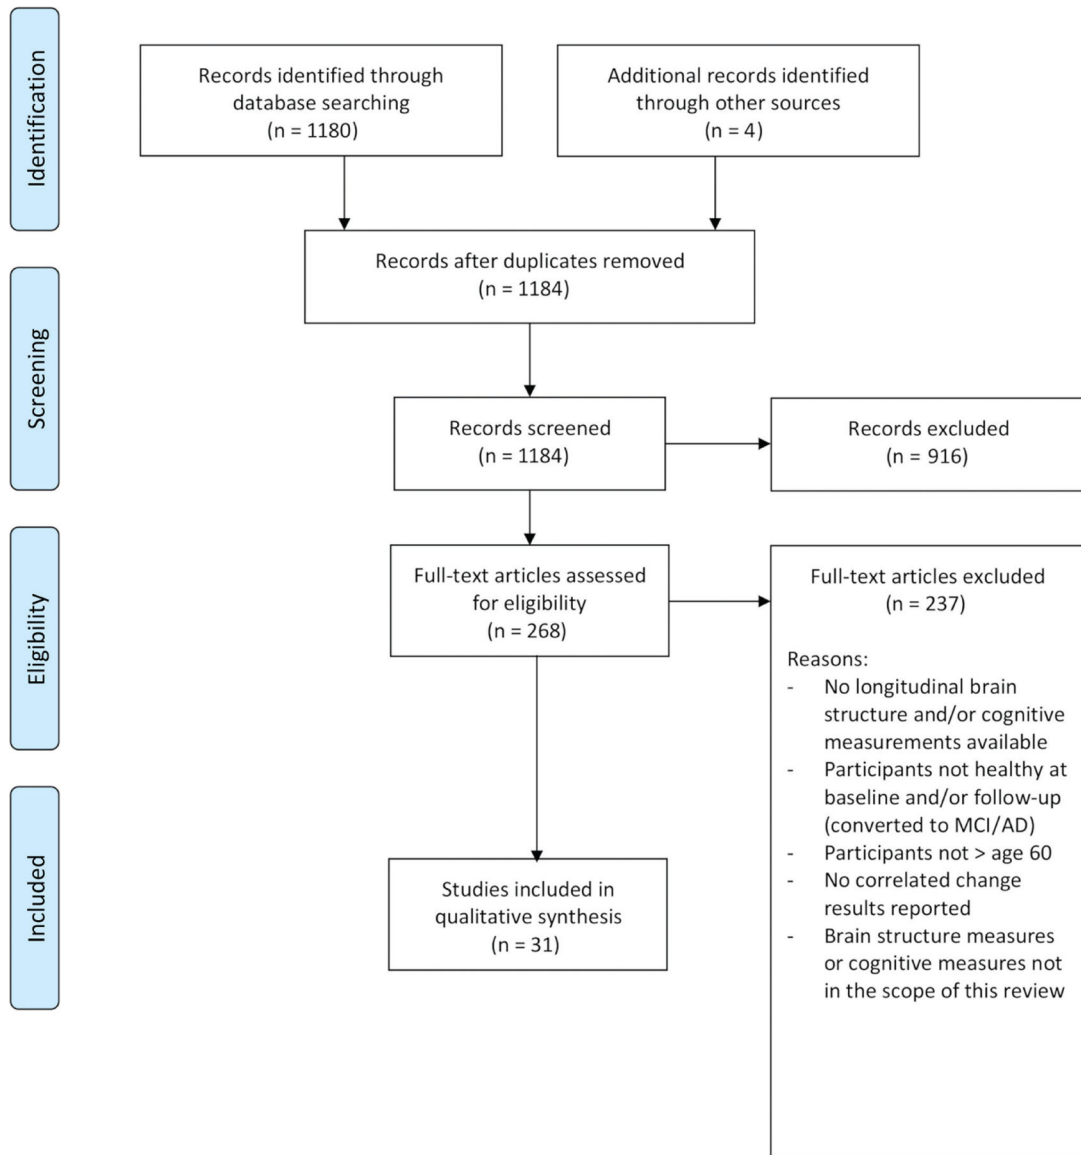 Identification
Records identified through
database searching
(n = 1180)
Additional records identified
through other sources
(n = 4)
Records after duplicates removed
(n = 1184)
Screening
Records screened
(n = 1184)
Records excluded
(n = 916)
Eligibility
Full-text articles assessed
for eligibility
(n = 268)
Full-text articles excluded
(n = 237)
Reasons:
- No longitudinal brain
structure and/or cognitive
measurements available
- Participants not healthy at
baseline and/or follow-up
(converted to MCI/AD)
- Participants not > age 60
- No correlated change
results reported
- Brain structure measures
or cognitive measures not
in the scope of this review
Included
Studies included in
qualitative synthesis
(n = 31)